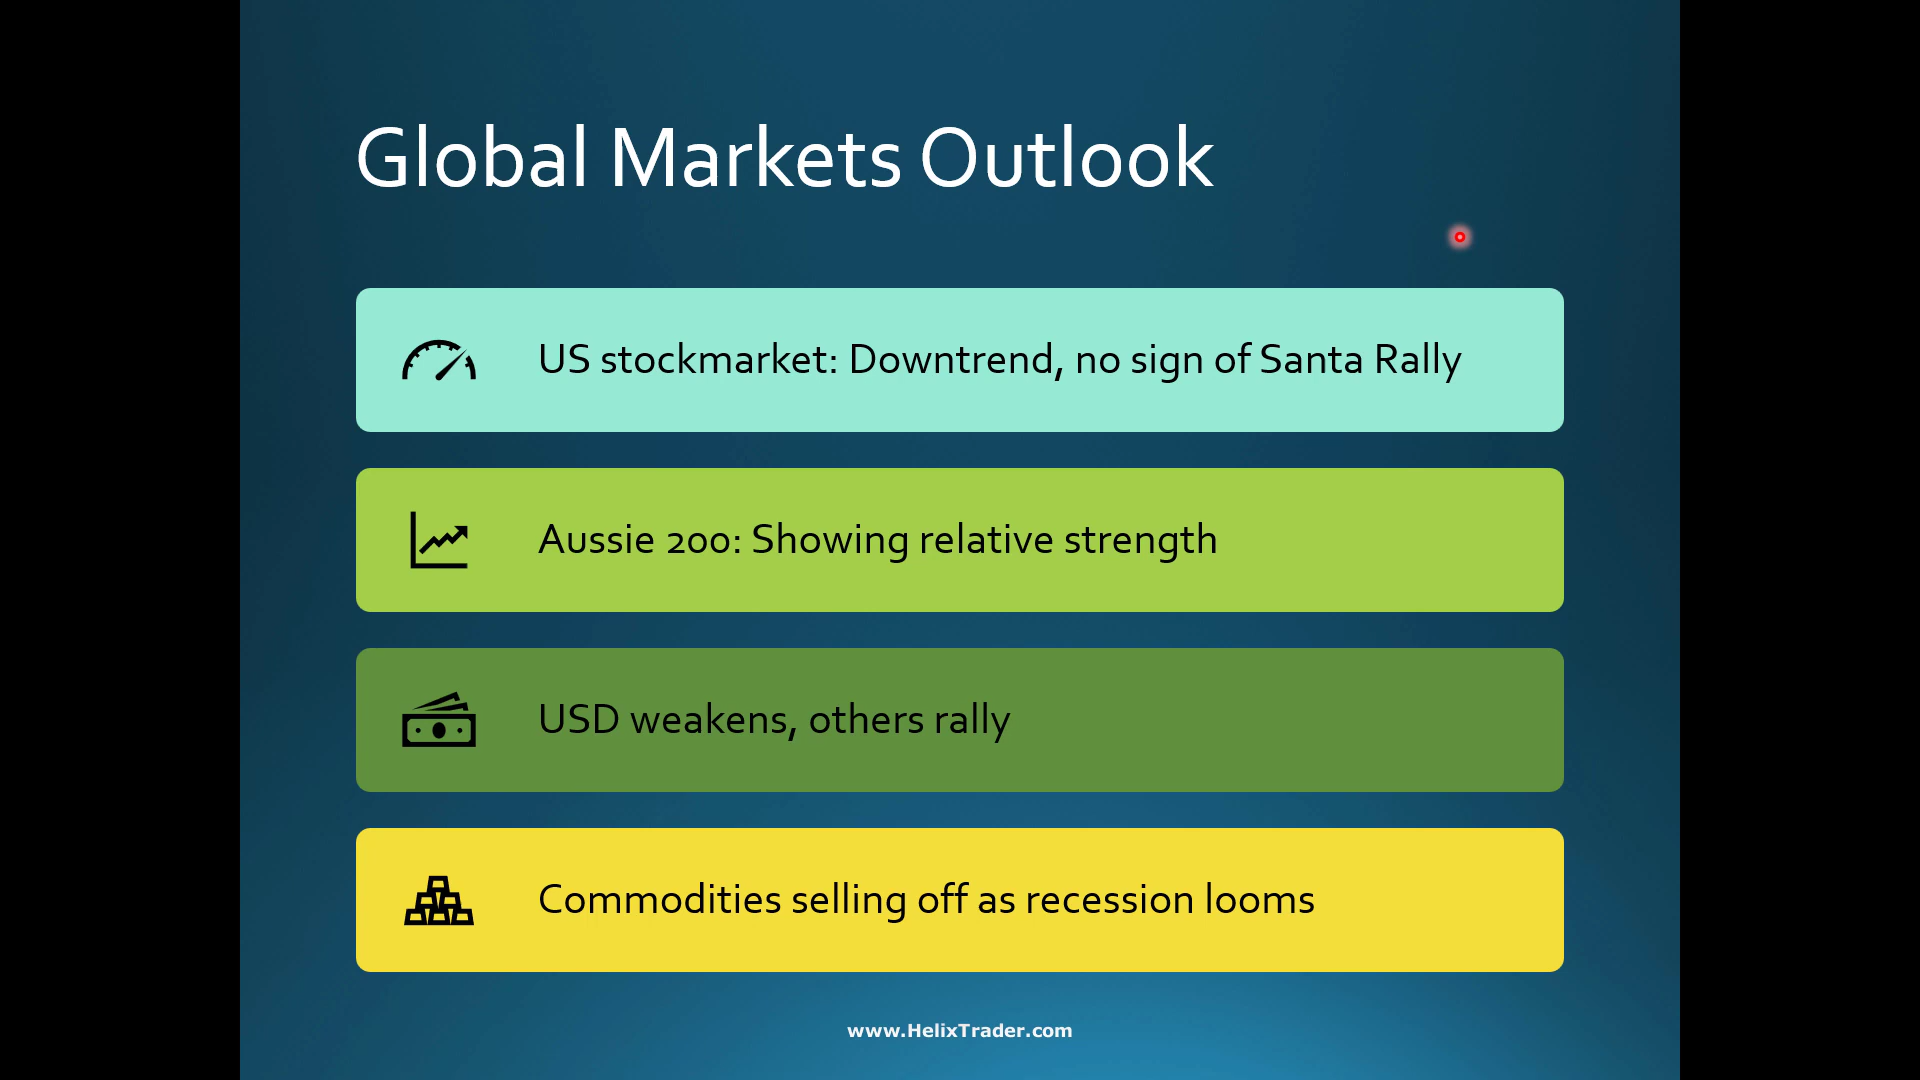 Global Markets Outlook
US stockmarket: Downtrend, no sign of Santa Rally
Aussie 200: Showing relative strength
USD weakens, others rally
Commodities selling off as recession looms
www.HelixTrader.com